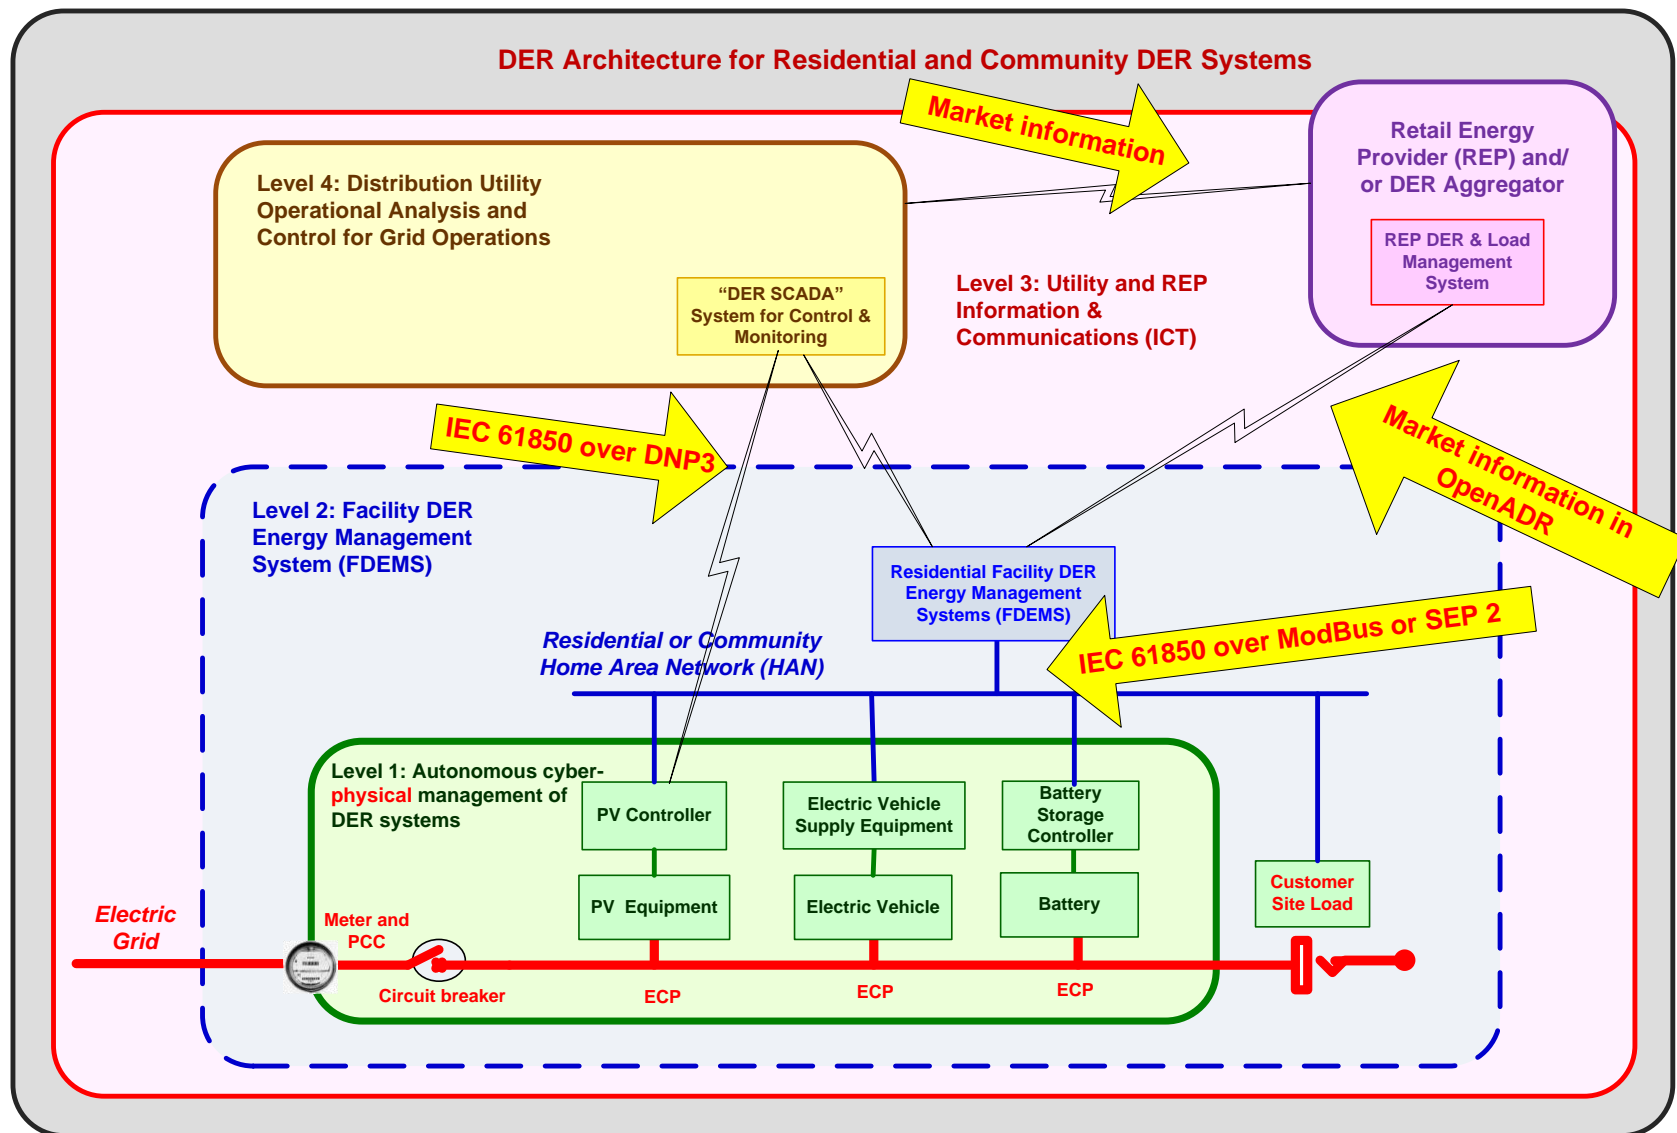 DER Architecture for Residential and Community DER Systems
Market information
Retail Energy
Provider (REP) and/
or DER Aggregator
REP DER & Load
Management
System
Level 4: Distribution Utility
Operational Analysis and
Control for Grid Operations
“DER SCADA”
System for Control &
Monitoring
Level 3: Utility and REP
Information &
Communications (ICT)
IEC 61850 over DNP3
Market information in
OpenADR
Level 2: Facility DER
Energy Management
System (FDEMS)
Residential Facility DER
Energy Management
Systems (FDEMS)
IEC 61850 over ModBus or SEP 2
Residential or Community
Home Area Network (HAN)
Level 1: Autonomous cyber-
physical management of
DER systems
PV Controller
Electric Vehicle
Supply Equipment
Battery
Storage
Controller
PV Equipment
Electric Vehicle
Battery
Customer
Site Load
Electric
Grid
Meter and
PCC
Circuit breaker
ECP
ECP
ECP